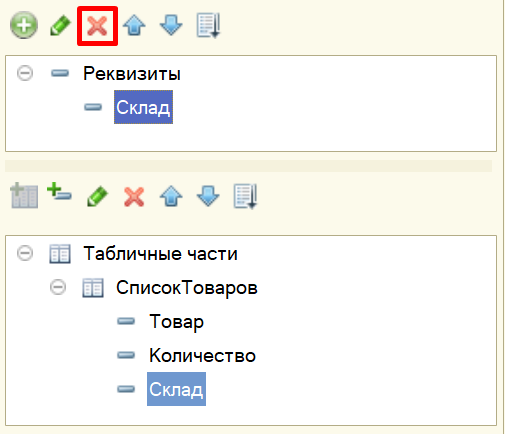 Реквизиты
Склад
Табличные части
СписокТоваров
Товар
Количество
Склад